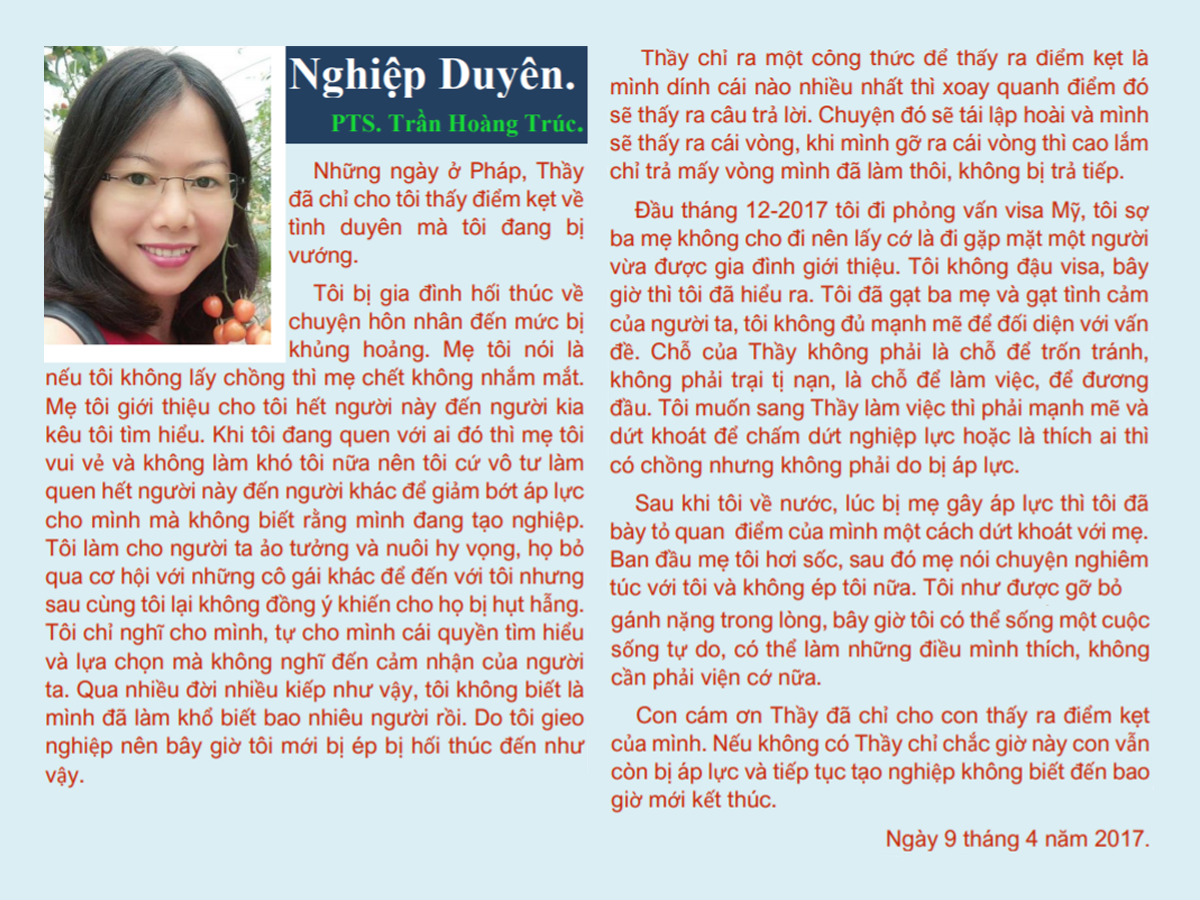 Nghiệp Duyên.
PTS. Trần Hoàng Trúc.
Những ngày ở Pháp, Thầy
đã chỉ cho tôi thấy điểm kẹt về
tình duyên mà tôi đang bị
vướng.
Tôi bị gia đình hối thúc về
chuyện hôn nhân đến mức bị
khủng hoảng. Mẹ tôi nói là
nếu tôi không lấy chồng thì mẹ chết không nhắm mắt.
Mẹ tôi giới thiệu cho tôi hết người này đến người kia
kêu tôi tìm hiểu. Khi tôi đang quen với ai đó thì mẹ tôi
vui vẻ và không làm khó tôi nữa nên tôi cứ vô tư làm
quen hết người này đến người khác để giảm bớt áp lực
cho mình mà không biết rằng mình đang tạo nghiệp.
Tôi làm cho người ta ảo tưởng và nuôi hy vọng, họ bỏ
qua cơ hội với những cô gái khác để đến với tôi nhưng
sau cùng tôi lại không đồng ý khiến cho họ bị hụt hẫng.
Tôi chỉ nghĩ cho mình, tự cho mình cái quyền tìm hiểu
và lựa chọn mà không nghĩ đến cảm nhận của người
ta. Qua nhiều đời nhiều kiếp như vậy, tôi không biết là
mình đã làm khổ biết bao nhiêu người rồi. Do tôi gieo
nghiệp nên bây giờ tôi mới bị ép bị hối thúc đến như
vậy.
Thầy chỉ ra một công thức để thấy ra điểm kẹt là
mình dính cái nào nhiều nhất thì xoay quanh điểm đó
sẽ thấy ra câu trả lời. Chuyện đó sẽ tái lập hoài và mình
sẽ thấy ra cái vòng, khi mình gỡ ra cái vòng thì cao lắm
chỉ trả mấy vòng mình đã làm thôi, không bị trả tiếp.
Đầu tháng 12-2017 tôi đi phỏng vấn visa Mỹ, tôi sợ
ba mẹ không cho đi nên lấy cớ là đi gặp mặt một người
vừa được gia đình giới thiệu. Tôi không đậu visa, bây
giờ thì tôi đã hiểu ra. Tôi đã gạt ba mẹ và gạt tình cảm
của người ta, tôi không đủ mạnh mẽ để đối diện với vấn
đề. Chỗ của Thầy không phải là chỗ để trốn tránh,
không phải trại tị nạn, là chỗ để làm việc, để đương
đầu. Tôi muốn sang Thầy làm việc thì phải mạnh mẽ và
dứt khoát để chấm dứt nghiệp lực hoặc là thích ai thì
có chồng nhưng không phải do bị áp lực.
Sau khi tôi về nước, lúc bị mẹ gây áp lực thì tôi đã
bày tỏ quan điểm của mình một cách dứt khoát với mẹ.
Ban đầu mẹ tôi hơi sốc, sau đó mẹ nói chuyện nghiêm
túc với tôi và không ép tôi nữa. Tôi như được gỡ bỏ
gánh nặng trong lòng, bây giờ tôi có thể sống một cuộc
sống tự do, có thể làm những điều mình thích, không
cần phải viện cớ nữa.
Con cám ơn Thầy đã chỉ cho con thấy ra điểm kẹt
của mình. Nếu không có Thầy chỉ chắc giờ này con vẫn
còn bị áp lực và tiếp tục tạo nghiệp không biết đến bao
giờ mới kết thúc.
Ngày 9 tháng 4 năm 2017.